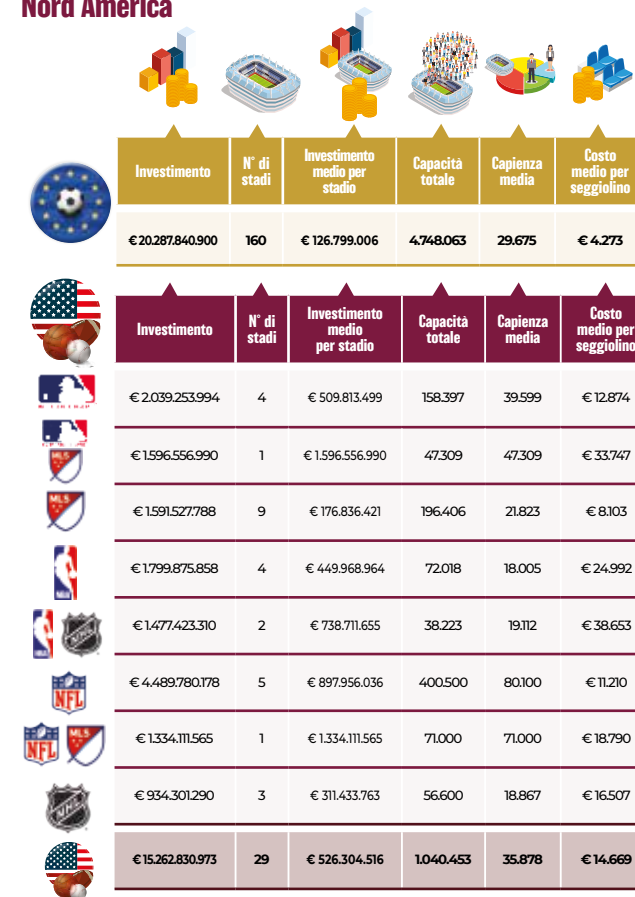 Nord America
Investimento N° di stadi Investimento medio per stadio Capacità totale Capienza media Costo medio per seggiolino
€ 20.287.840.900 160 € 126.799.006 4.748.063 29.675 € 4.273
Investimento N° di stadi Investimento medio per stadio Capacità totale Capienza media Costo medio per seggiolino
€ 2.039.253.994 4 € 509.813.499 158.397 39.599 € 12.874
MLS € 1.596.556.990 1 € 1.596.556.990 47.309 47.309 € 33.747
MLS € 1.591.527.788 9 € 176.836.421 196.406 21.823 € 8.103
NBA € 1.799.875.858 4 € 449.968.964 72.018 18.005 € 24.992
NBA NHL € 1.477.423.310 2 € 738.711.655 38.223 19.112 € 38.653
NFL € 4.489.780.178 5 € 897.956.036 400.500 80.100 € 11.210
NFL MLS € 1.334.111.565 1 € 1.334.111.565 71.000 71.000 € 18.790
NHL € 934.301.290 3 € 311.433.763 56.600 18.867 € 16.507
€ 15.262.830.973 29 € 526.304.516 1.040.453 35.878 € 14.669